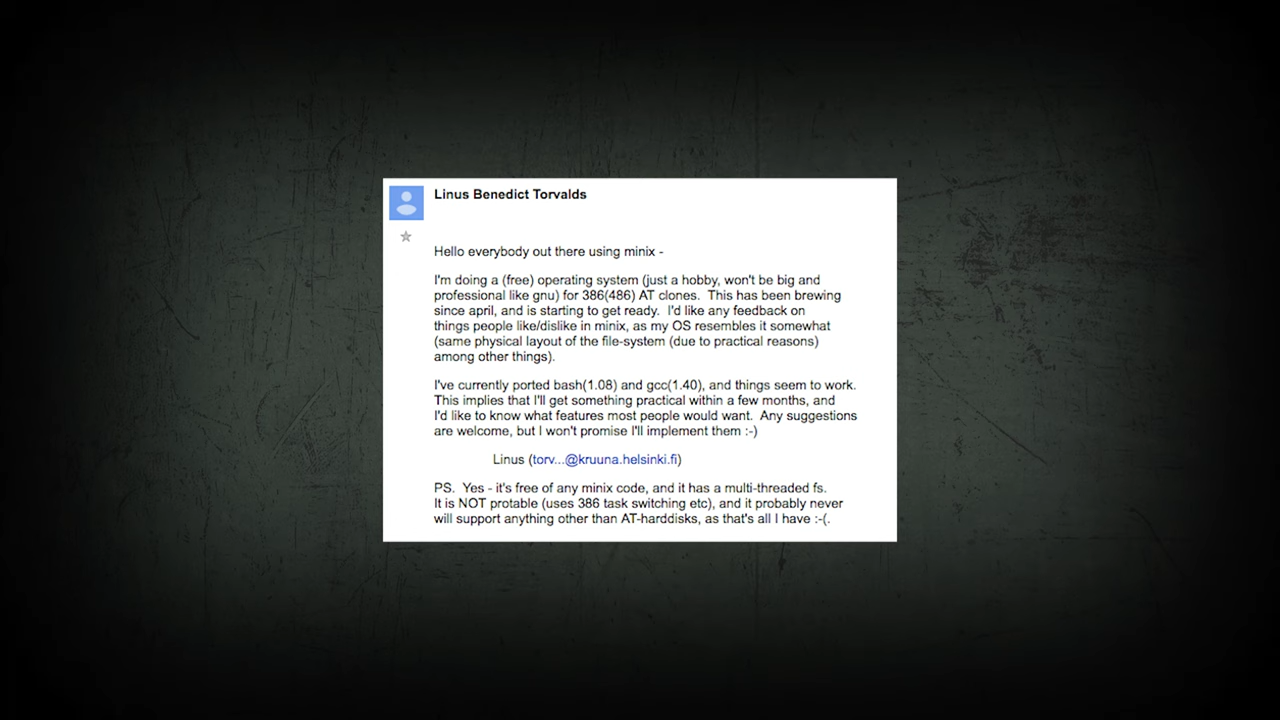 Linus Benedict Torvalds
Hello everybody out there using minix -
I'm doing a (free) operating system (just a hobby, won't be big and
professional like gnu) for 386(486) AT clones.  This has been brewing
since april, and is starting to get ready.  I'd like any feedback on
things people like/dislike in minix, as my OS resembles it somewhat
(same physical layout of the file-system (due to practical reasons)
among other things).
I've currently ported bash(1.08) and gcc(1.40), and things seem to work.
This implies that I'll get something practical within a few months, and
I'd like to know what features most people would want.  Any suggestions
are welcome, but I won't promise I'll implement them :-)
Linus (torv...@kruuna.helsinki.fi)
PS.  Yes - it's free of any minix code, and it has a multi-threaded fs.
It is NOT protable (uses 386 task switching etc), and it probably never
will support anything other than AT-harddisks, as that's all I have :-(.